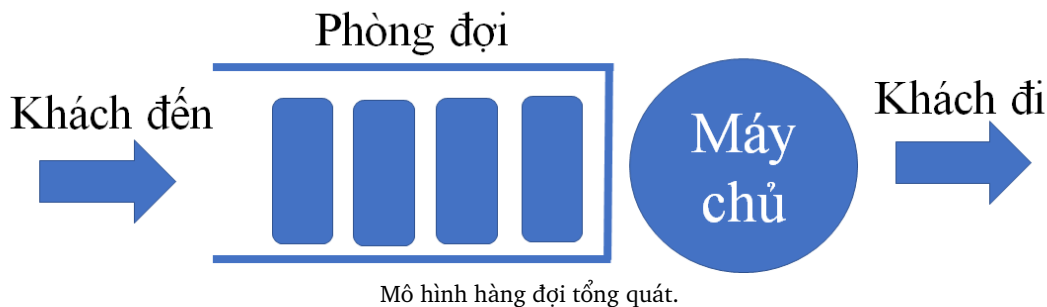 Phòng đợi
Khách đến
Khách đi
Máy
chủ
Mô hình hàng đợi tổng quát.